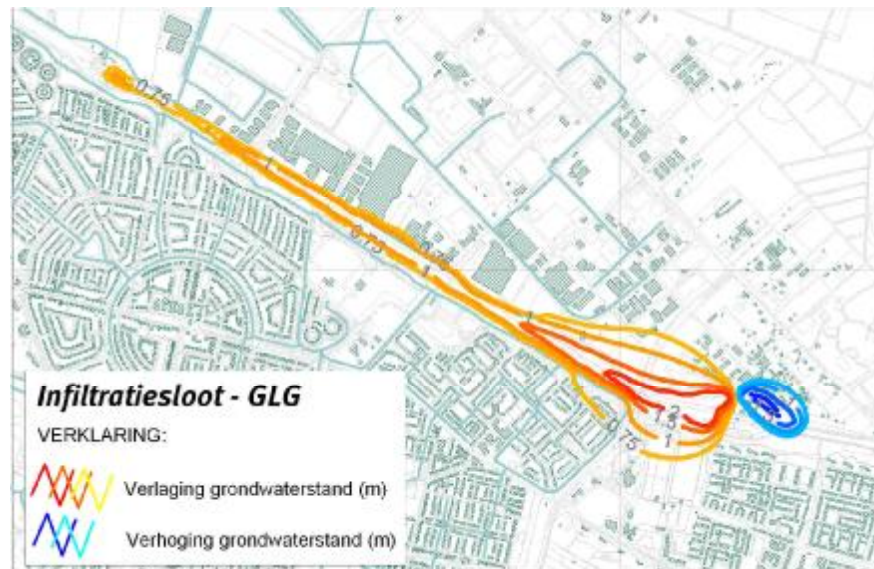 0.75
1
0.75
1
1
2
1.5
1
0.75
Infiltratiesloot - GLG
VERKLARING:
Verlaging grondwaterstand (m)
Verhoging grondwaterstand (m)